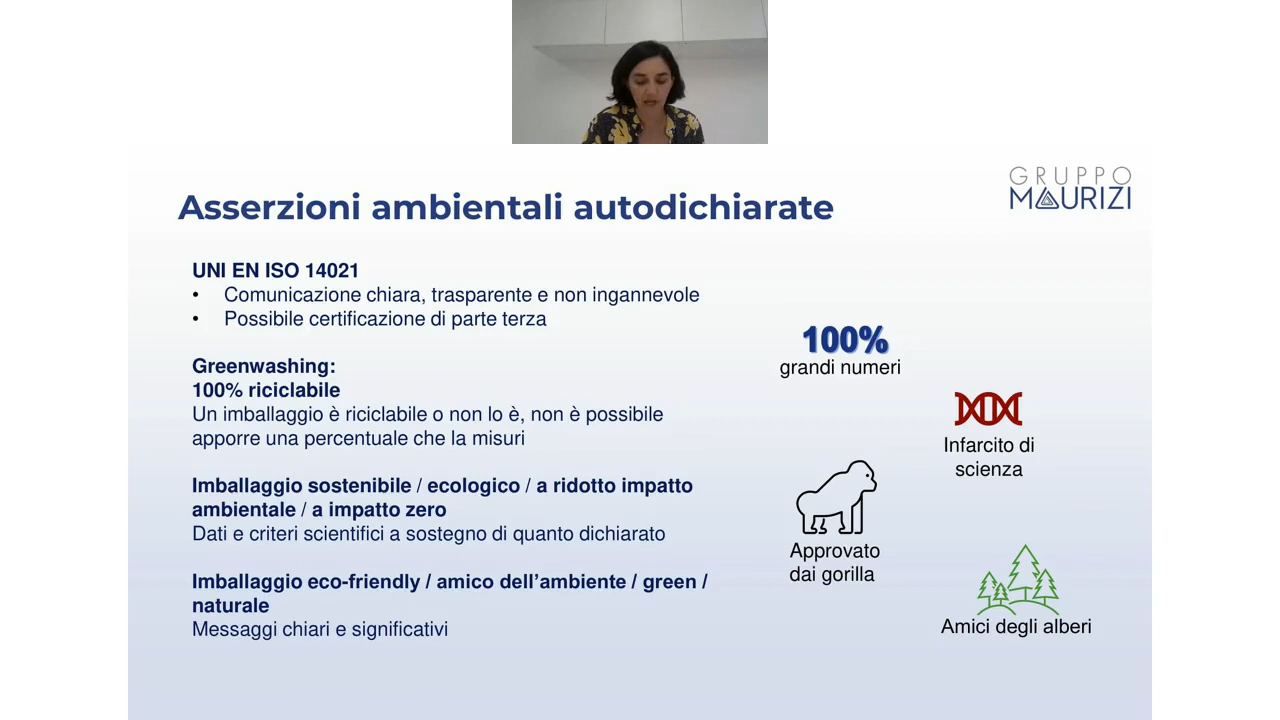 GRUPPO
MAURIZI
Asserzioni ambientali autodichiarate
UNI EN ISO 14021
• Comunicazione chiara, trasparente e non ingannevole
• Possibile certificazione di parte terza
Greenwashing:
100% riciclabile
Un imballaggio è riciclabile o non lo è, non è possibile
apporre una percentuale che la misuri
Imballaggio sostenibile / ecologico / a ridotto impatto
ambientale / a impatto zero
Dati e criteri scientifici a sostegno di quanto dichiarato
Imballaggio eco-friendly / amico dell’ambiente / green /
naturale
Messaggi chiari e significativi
100%
grandi numeri
Infarcito di
scienza
Approvato
dai gorilla
Amici degli alberi